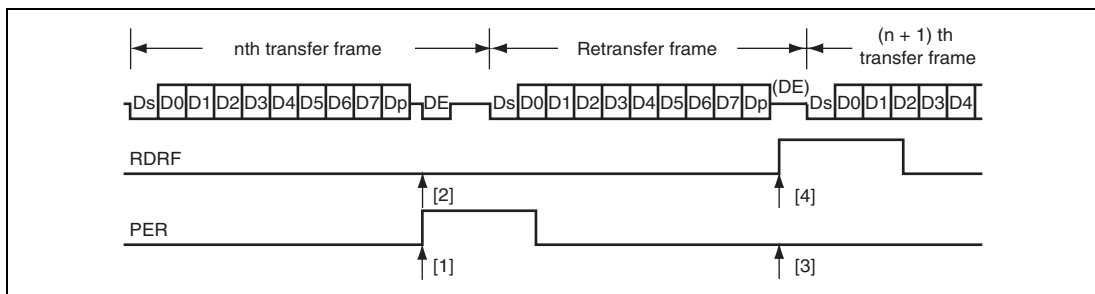 nth transfer frame Retransfer frame (n + 1) th
transfer frame
Ds D0 D1 D2 D3 D4 D5 D6 D7 Dp DE Ds D0 D1 D2 D3 D4 D5 D6 D7 Dp (DE) Ds D0 D1 D2 D3 D4
RDRF
[2] [4]
PER
[1] [3]